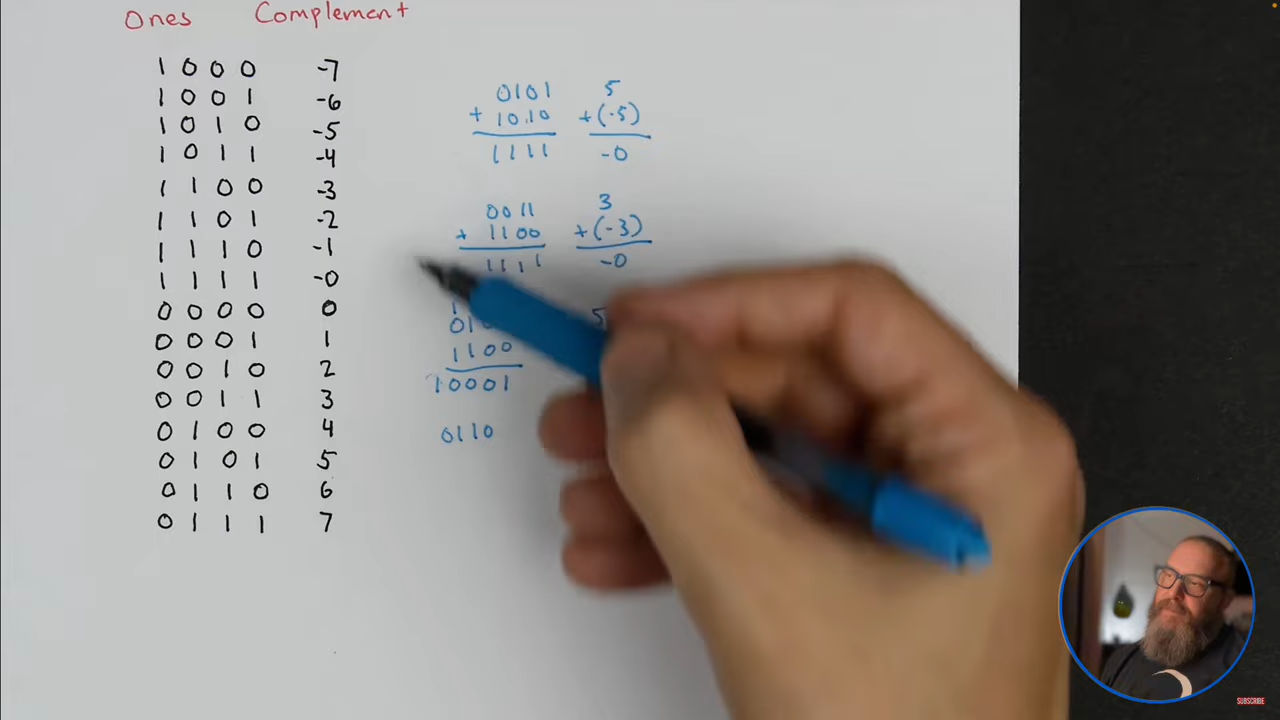 Ones Complement
1 0 0 0 -7
1 0 0 1 -6
1 0 1 0 -5
1 0 1 1 -4
1 1 0 0 -3
1 1 0 1 -2
1 1 1 0 -1
1 1 1 1 -0
0 0 0 0 0
0 0 0 1 1
0 0 1 0 2
0 0 1 1 3
0 1 0 0 4
0 1 0 1 5
0 1 1 0 6
0 1 1 1 7
0101 5
+ 1010 +(-5)
1111 -0
0011 3
+ 1100 +(-3)
1111 -0
5
1100
10001
0110
SUBSCRIBE